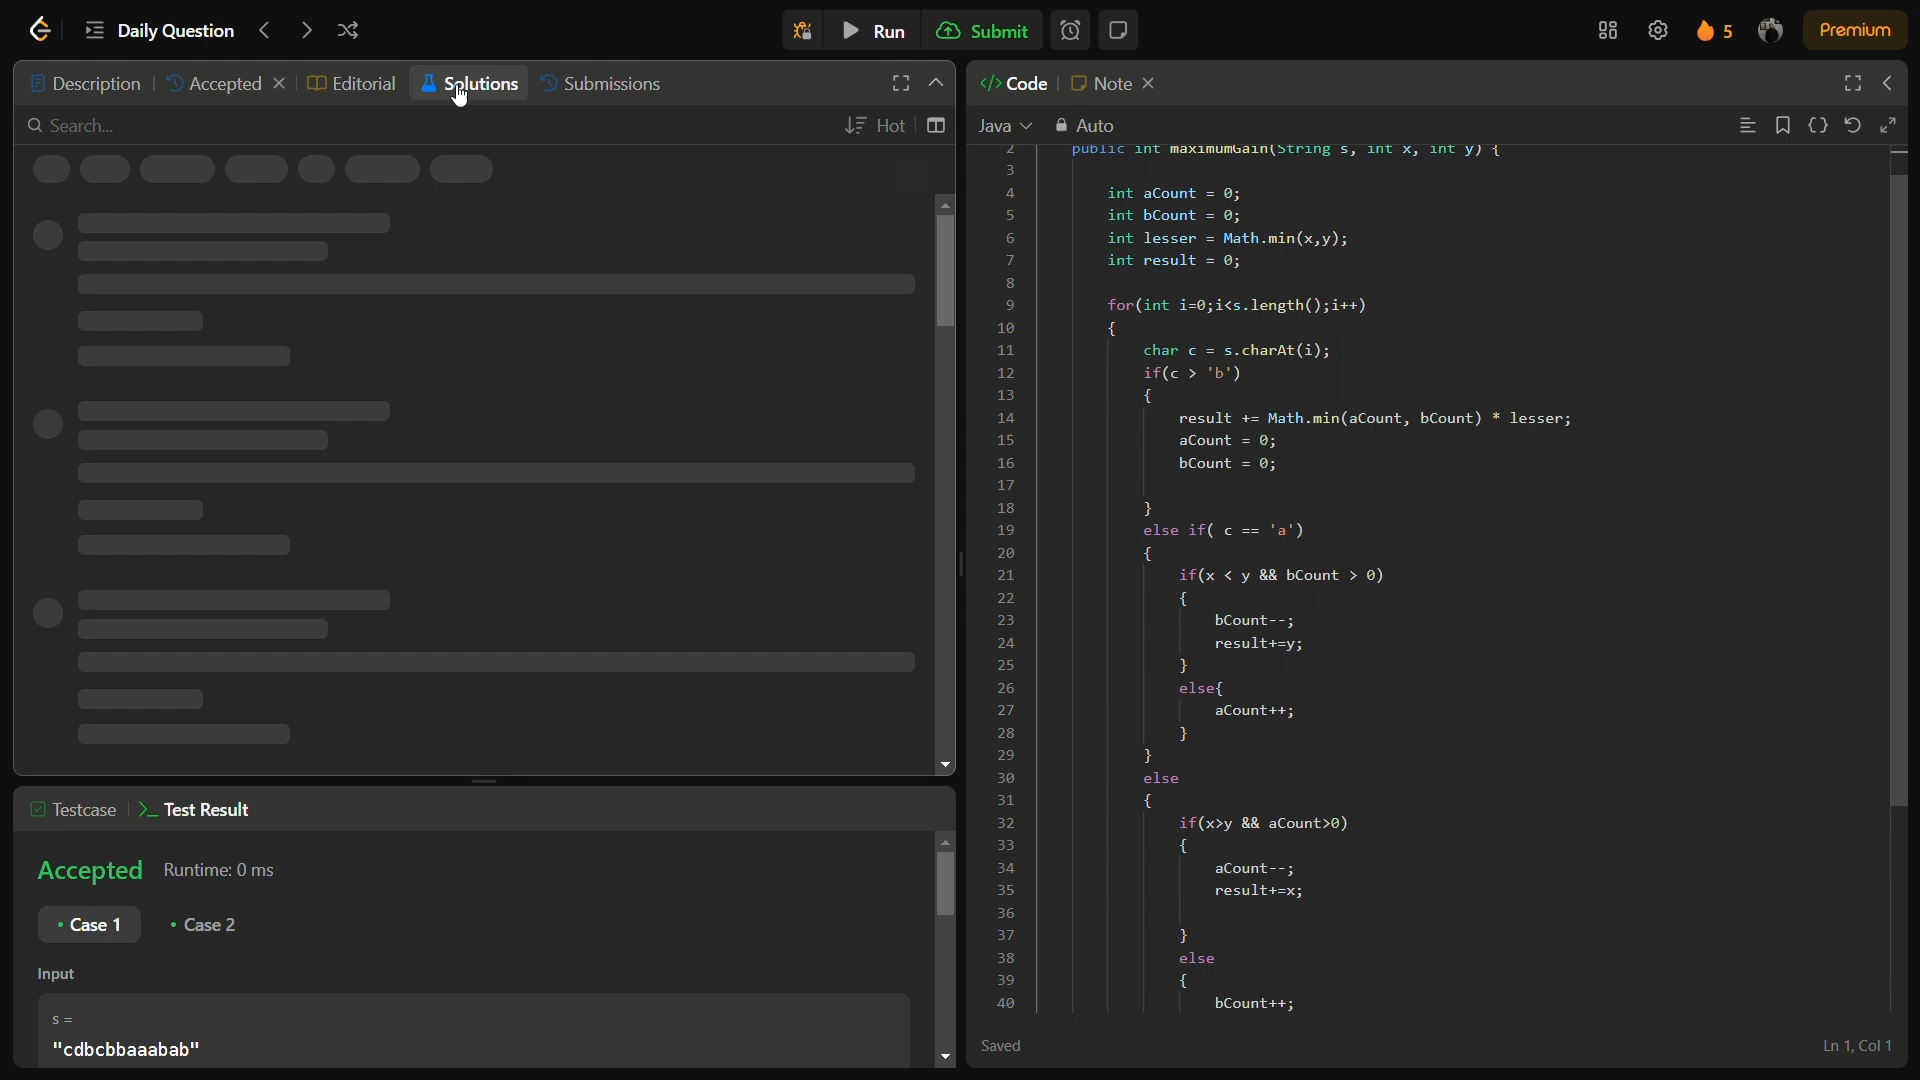 Daily Question
Run
Submit
5
Premium
Description
Accepted
Editorial
Solutions
Submissions
Search...
Hot
</> Code
Note
Java
Auto
2 public int maximumGain(String s, int x, int y) {
3
4 int aCount = 0;
5 int bCount = 0;
6 int lesser = Math.min(x,y);
7 int result = 0;
8
9 for(int i=0;i<s.length();i++)
10 {
11 char c = s.charAt(i);
12 if(c > 'b')
13 {
14 result += Math.min(aCount, bCount) * lesser;
15 aCount = 0;
16 bCount = 0;
17
18 }
19 else if( c == 'a')
20 {
21 if(x < y && bCount > 0)
22 {
23 bCount--;
24 result+=y;
25 }
26 else{
27 aCount++;
28 }
29 }
30 else
31 {
32 if(x>y && aCount>0)
33 {
34 aCount--;
35 result+=x;
36
37 }
38 else
39 {
40 bCount++;
Saved
Ln 1, Col 1
Testcase
>_ Test Result
Accepted
Runtime: 0 ms
• Case 1
• Case 2
Input
s =
"cdbcbbaaabab"